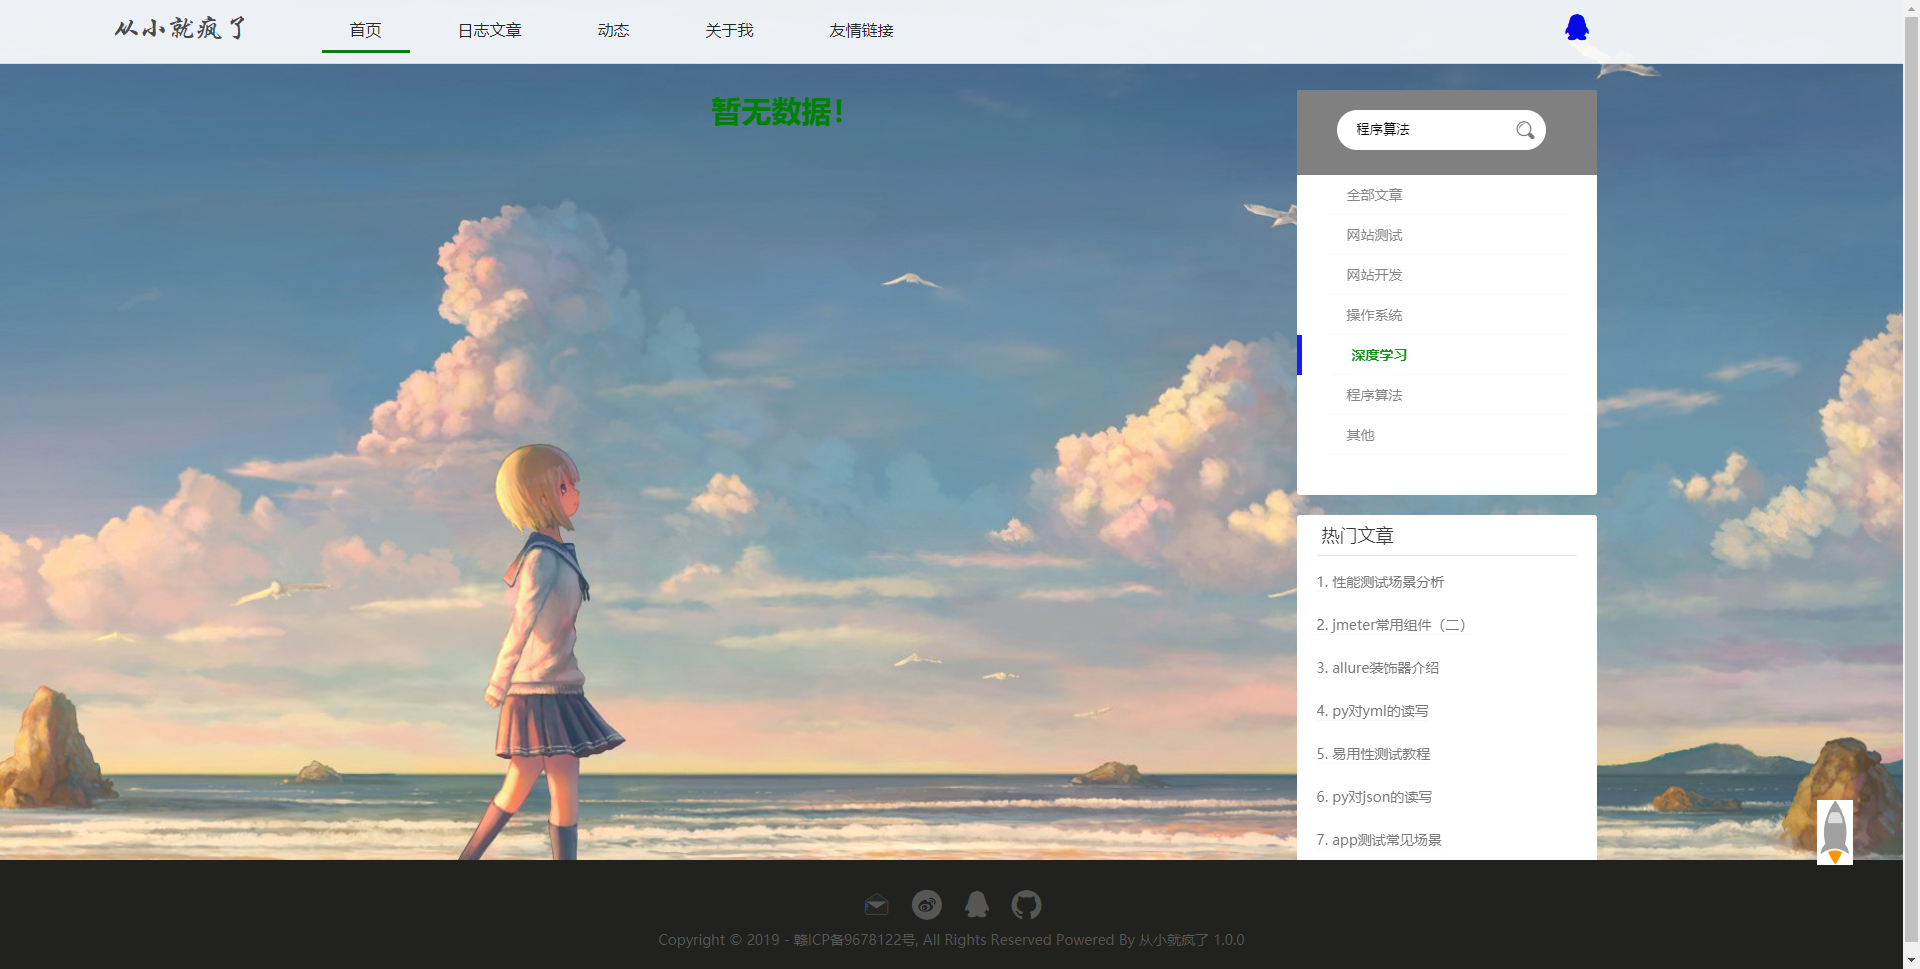 从小就疯了
首页 日志文章 动态 关于我 友情链接
暂无数据！
程序算法
全部文章
网站测试
网站开发
操作系统
深度学习
程序算法
其他
热门文章
1. 性能测试场景分析
2. jmeter常用组件（二）
3. allure装饰器介绍
4. py对yml的读写
5. 易用性测试教程
6. py对json的读写
7. app测试常见场景
Copyright © 2019 - 赣ICP备9678122号, All Rights Reserved Powered By 从小就疯了 1.0.0